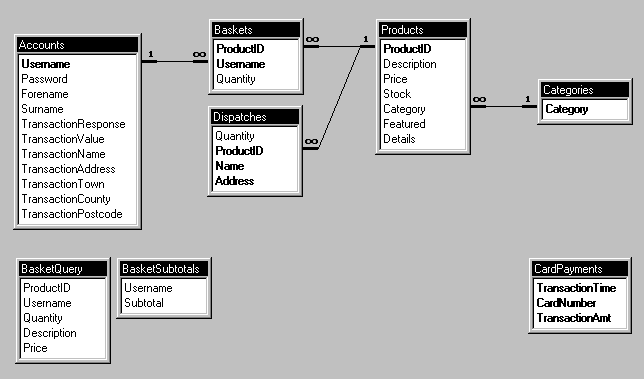 Accounts
Username
Password
Forename
Surname
TransactionResponse
TransactionValue
TransactionName
TransactionAddress
TransactionTown
TransactionCounty
TransactionPostcode
1
∞
Baskets
ProductID
Username
Quantity
∞
1
Dispatches
Quantity
ProductID
Name
Address
∞
Products
ProductID
Description
Price
Stock
Category
Featured
Details
∞
1
Categories
Category
BasketQuery
ProductID
Username
Quantity
Description
Price
BasketSubtotals
Username
Subtotal
CardPayments
TransactionTime
CardNumber
TransactionAmt